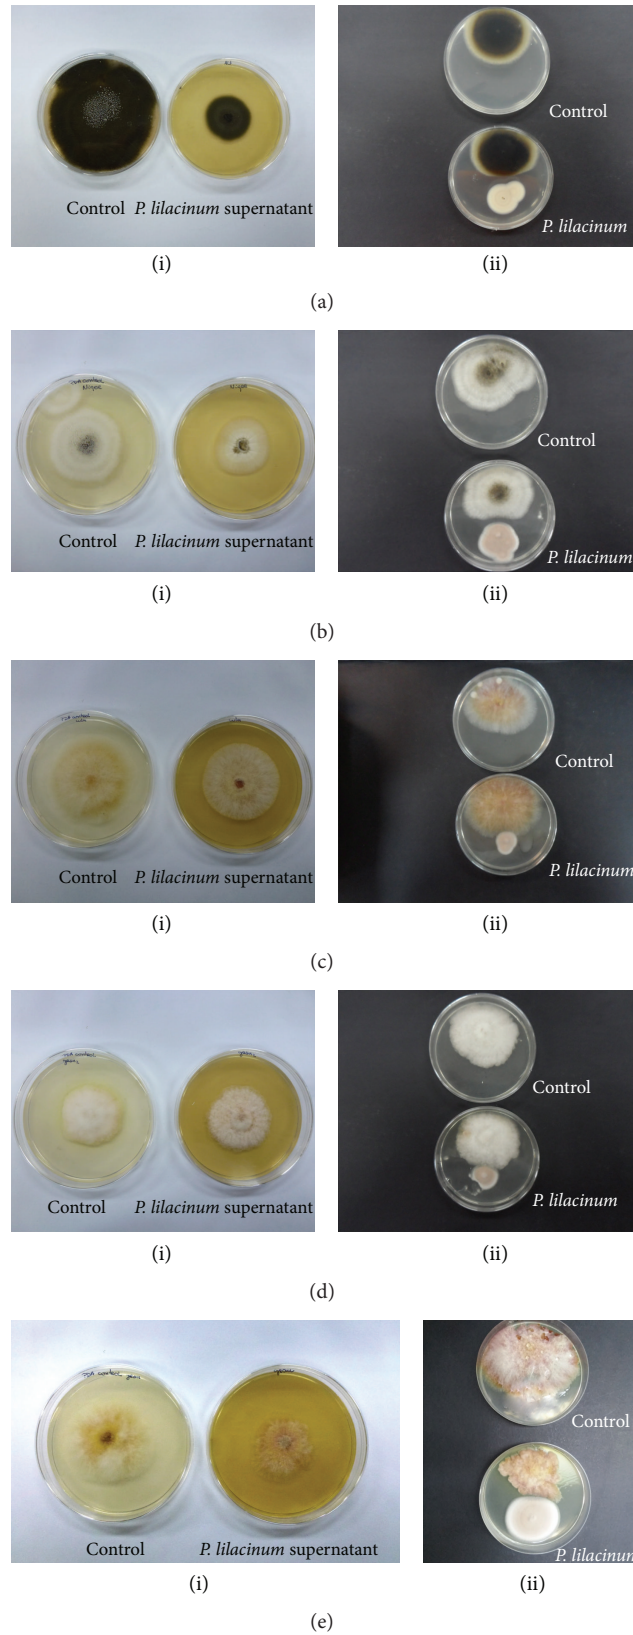 Control P. lilacinum supernatant
Control
P. lilacinum
(i)
(ii)
(a)
Control P. lilacinum supernatant
Control
P. lilacinum
(i)
(ii)
(b)
Control P. lilacinum supernatant
Control
P. lilacinum
(i)
(ii)
(c)
Control P. lilacinum supernatant
Control
P. lilacinum
(i)
(ii)
(d)
Control P. lilacinum supernatant
Control
P. lilacinum
(i)
(ii)
(e)